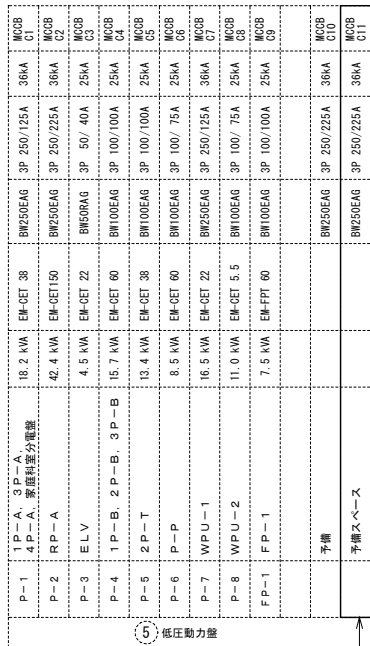 P-1 1P-A, 3P-A, 4P-A, 家庭科室分電盤 18.2 kVA EM-CET 38 BW250EAG 3P 250/125A 36kA MCCB C1
P-2 RP-A 42.4 kVA EM-CET150 BW250EAG 3P 250/225A 36kA MCCB C2
P-3 ELV 4.5 kVA EM-CET 22 BW50RAG 3P 50/ 40A 25kA MCCB C3
P-4 1P-B, 2P-B, 3P-B 15.7 kVA EM-CET 60 BW100EAG 3P 100/100A 25kA MCCB C4
P-5 2P-T 13.4 kVA EM-CET 38 BW100EAG 3P 100/100A 25kA MCCB C5
P-6 P-P 8.5 kVA EM-CET 60 BW100EAG 3P 100/ 75A 25kA MCCB C6
P-7 WPU-1 16.5 kVA EM-CET 22 BW250EAG 3P 250/125A 36kA MCCB C7
P-8 WPU-2 11.0 kVA EM-CET 5.5 BW100EAG 3P 100/ 75A 25kA MCCB C8
FP-1 FP-1 7.5 kVA EM-FPT 60 BW100EAG 3P 100/100A 25kA MCCB C9
予備 BW250EAG 3P 250/225A 36kA MCCB C10
予備スペース BW250EAG 3P 250/225A 36kA MCCB C11
5 低圧動力盤